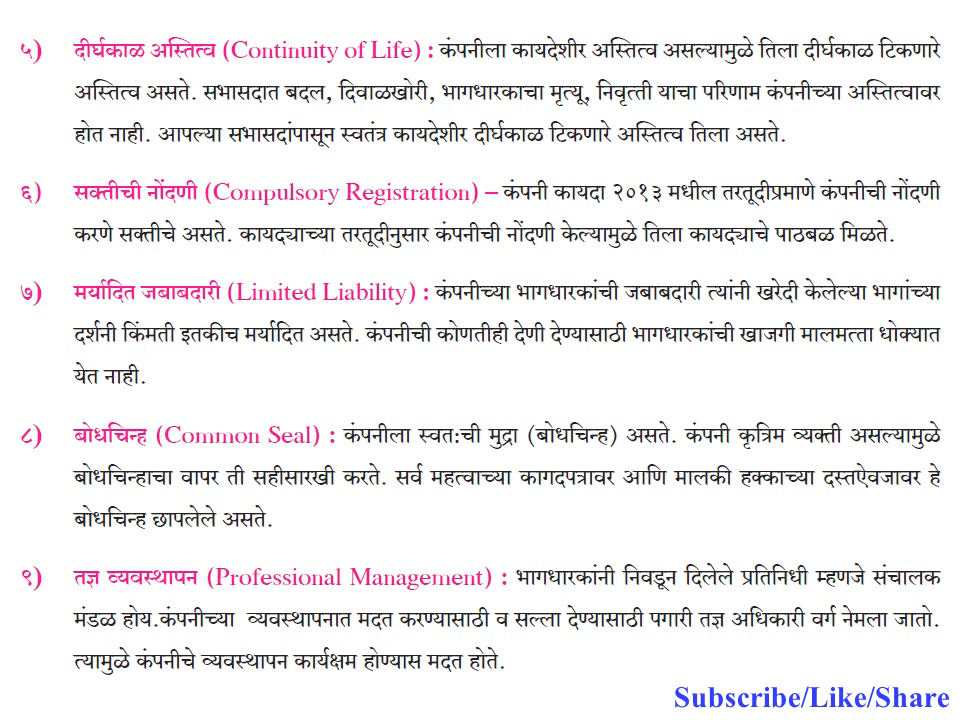 ५) दीर्घकाळ अस्तित्व (Continuity of Life) : कंपनीला कायदेशीर अस्तित्व असल्यामुळे तिला दीर्घकाळ टिकणारे
अस्तित्व असते. सभासदात बदल, दिवाळखोरी, भागधारकाचा मृत्यू, निवृत्ती याचा परिणाम कंपनीच्या अस्तित्वावर
होत नाही. आपल्या सभासदांपासून स्वतंत्र कायदेशीर दीर्घकाळ टिकणारे अस्तित्व तिला असते.
६) सक्तीची नोंदणी (Compulsory Registration) – कंपनी कायदा २०१३ मधील तरतूदीप्रमाणे कंपनीची नोंदणी
करणे सक्तीचे असते. कायद्याच्या तरतूदीनुसार कंपनीची नोंदणी केल्यामुळे तिला कायद्याचे पाठबळ मिळते.
७) मर्यादित जबाबदारी (Limited Liability) : कंपनीच्या भागधारकांची जबाबदारी त्यांनी खरेदी केलेल्या भागांच्या
दर्शनी किंमती इतकीच मर्यादित असते. कंपनीची कोणतीही देणी देण्यासाठी भागधारकांची खाजगी मालमत्ता धोक्यात
येत नाही.
८) बोधचिन्ह (Common Seal) : कंपनीला स्वतःची मुद्रा (बोधचिन्ह) असते. कंपनी कृत्रिम व्यक्ती असल्यामुळे
बोधचिन्हाचा वापर ती सहीसारखी करते. सर्व महत्वाच्या कागदपत्रावर आणि मालकी हक्काच्या दस्तऐवजावर हे
बोधचिन्ह छापलेले असते.
९) तज्ञ व्यवस्थापन (Professional Management) : भागधारकांनी निवडून दिलेले प्रतिनिधी म्हणजे संचालक
मंडळ होय.कंपनीच्या व्यवस्थापनात मदत करण्यासाठी व सल्ला देण्यासाठी पगारी तज्ञ अधिकारी वर्ग नेमला जातो.
त्यामुळे कंपनीचे व्यवस्थापन कार्यक्षम होण्यास मदत होते.
Subscribe/Like/Share